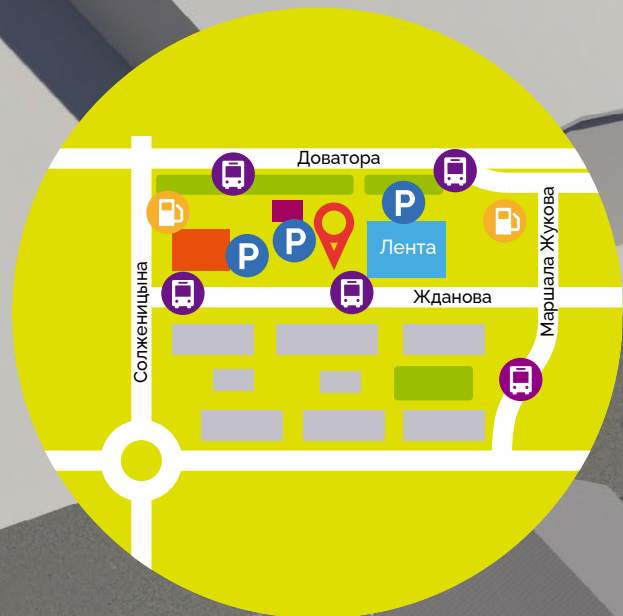 Доватора
P
P
P
Лента
Жданова
Солженицына
Маршала Жукова